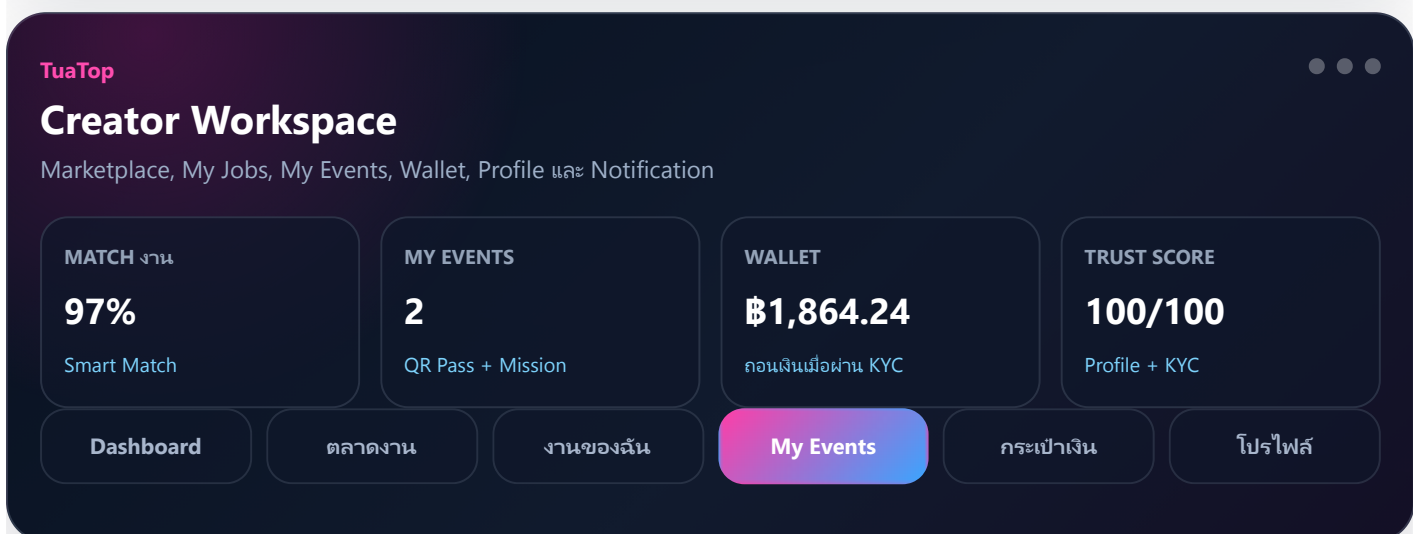 TuaTop
Creator Workspace
Marketplace, My Jobs, My Events, Wallet, Profile และ Notification
MATCH งาน
97%
Smart Match
MY EVENTS
2
QR Pass + Mission
WALLET
฿1,864.24
ถอนเงินเมื่อผ่าน KYC
TRUST SCORE
100/100
Profile + KYC
Dashboard
ตลาดงาน
งานของฉัน
My Events
กระเป๋าเงิน
โปรไฟล์